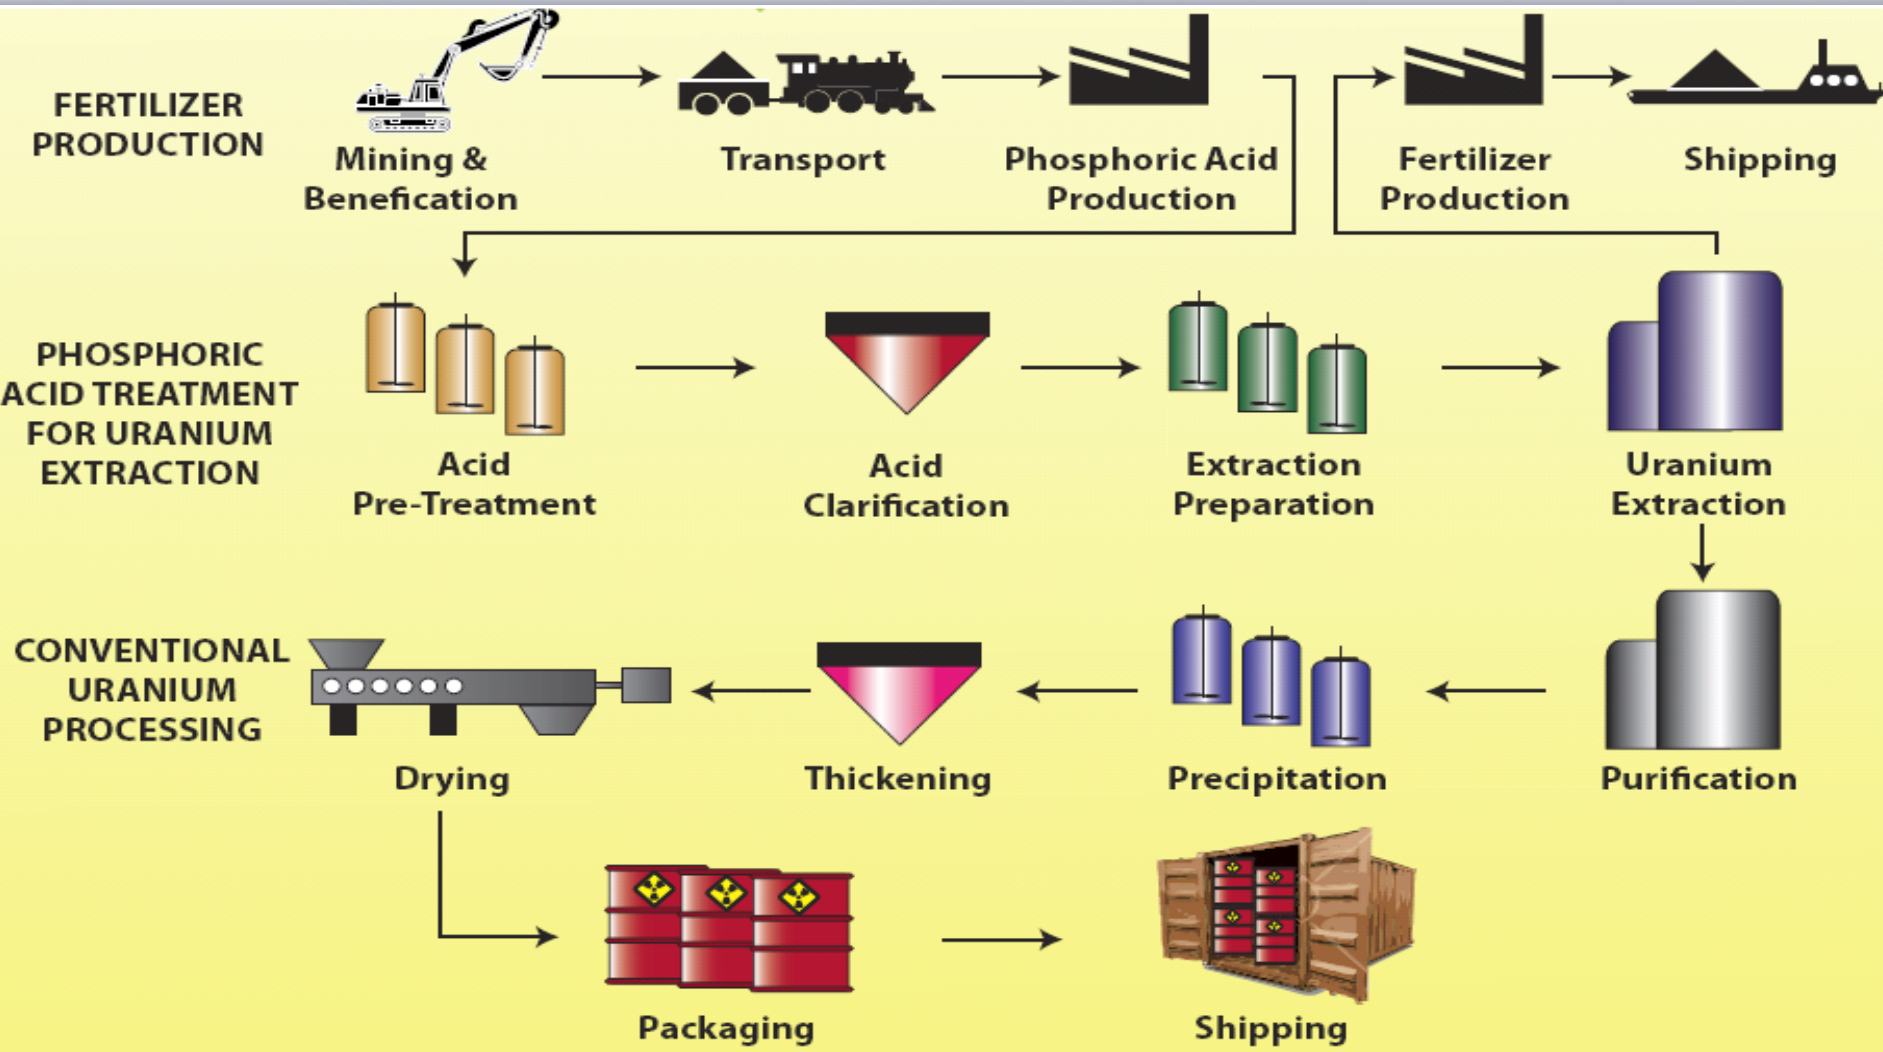 FERTILIZER
PRODUCTION
Mining &
Benefication
Transport
Phosphoric Acid
Production
Fertilizer
Production
Shipping
PHOSPHORIC
ACID TREATMENT
FOR URANIUM
EXTRACTION
Acid
Pre-Treatment
Acid
Clarification
Extraction
Preparation
Uranium
Extraction
CONVENTIONAL
URANIUM
PROCESSING
Drying
Thickening
Precipitation
Purification
Packaging
Shipping